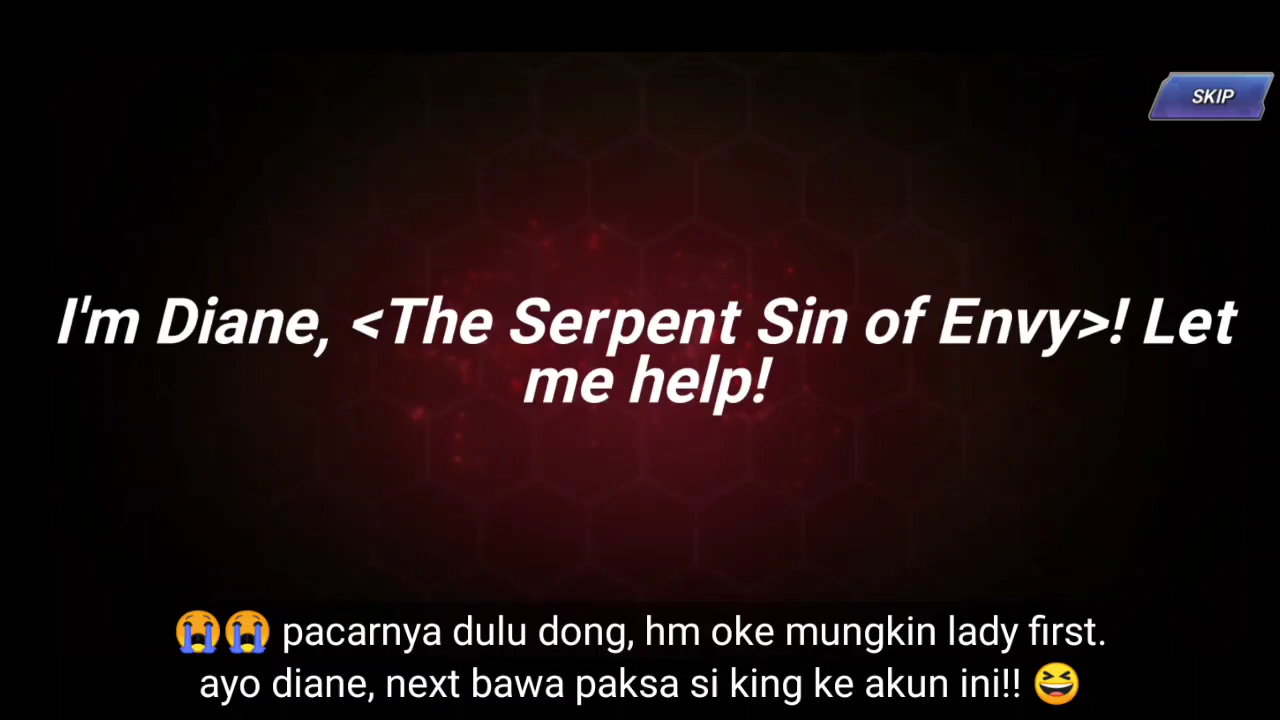 SKIP
I'm Diane, <The Serpent Sin of Envy>! Let
me help!
😭😭 pacarnya dulu dong, hm oke mungkin lady first.
ayo diane, next bawa paksa si king ke akun ini!! 😆